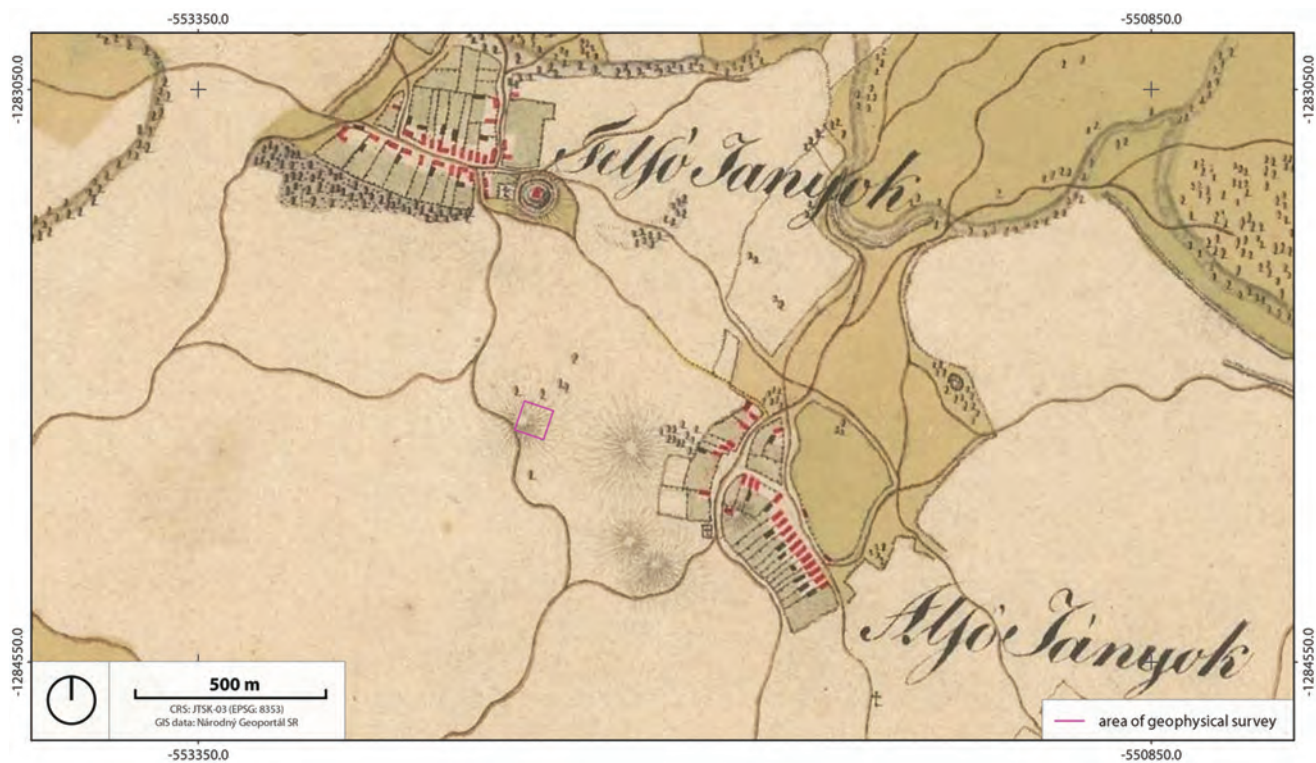 -553350.0
-550850.0
-1283050.0
-1283050.0
Felső Jányok
Alsó Jányok
-1284550.0
-1284550.0
500 m
CRS: JTSK-03 (EPSG: 8353)
GIS data: Národný Geoportál SR
area of geophysical survey
-553350.0
-550850.0